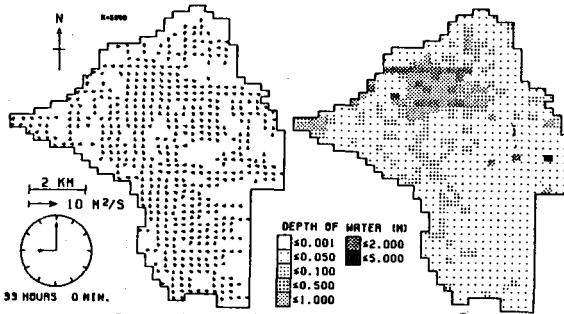 N
2 KM
10 M²/S
99 HOURS 0 MIN.
DEPTH OF WATER (M)
≤0.001
≤0.050
≤0.100
≤0.500
≤1.000
≤2.000
≤5.000